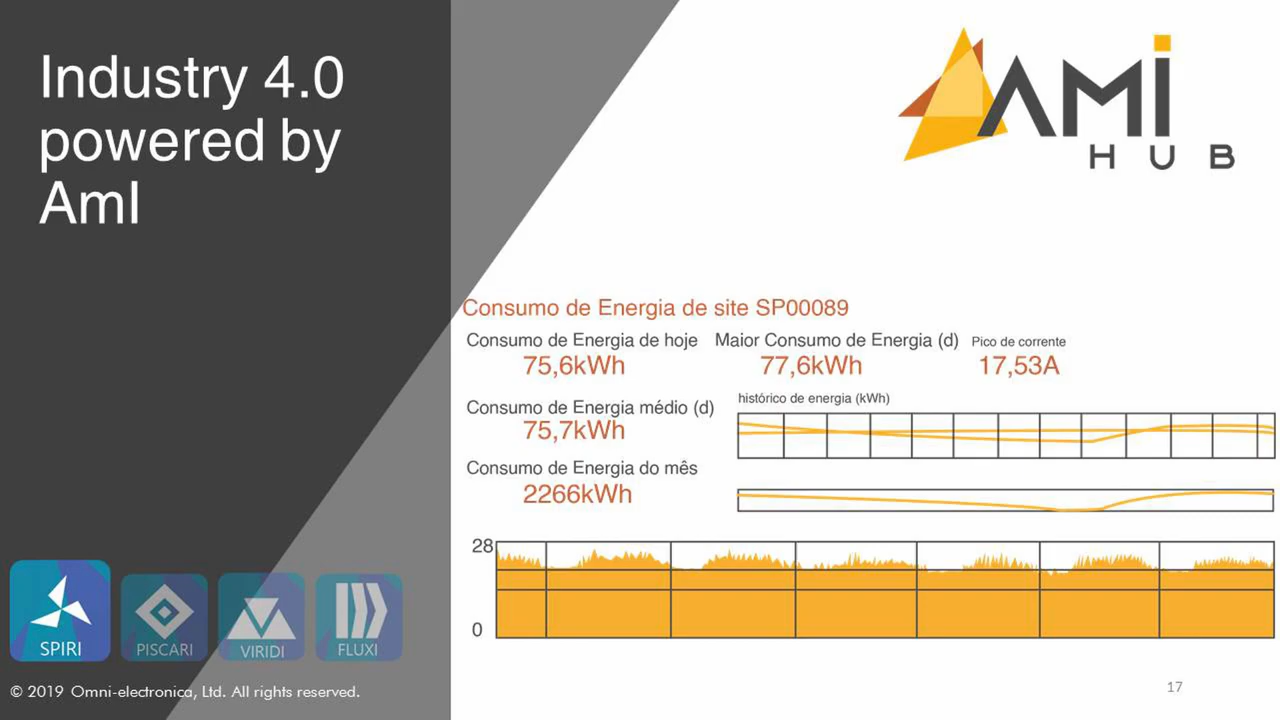 Industry 4.0
powered by
AmI
AMi
HUB
Consumo de Energia de site SP00089
Consumo de Energia de hoje
75,6kWh
Maior Consumo de Energia (d)
77,6kWh
Pico de corrente
17,53A
Consumo de Energia médio (d)
75,7kWh
Consumo de Energia do mês
2266kWh
histórico de energia (kWh)
28
0
SPIRI
PISCARI
VIRIDI
FLUXI
© 2019 Omni-electronica, Ltd. All rights reserved.
17